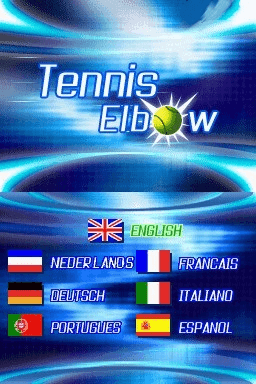 Tennis
Elbow
ENGLISH
NEDERLANDS
FRANCAIS
DEUTSCH
ITALIANO
PORTUGUES
ESPANOL